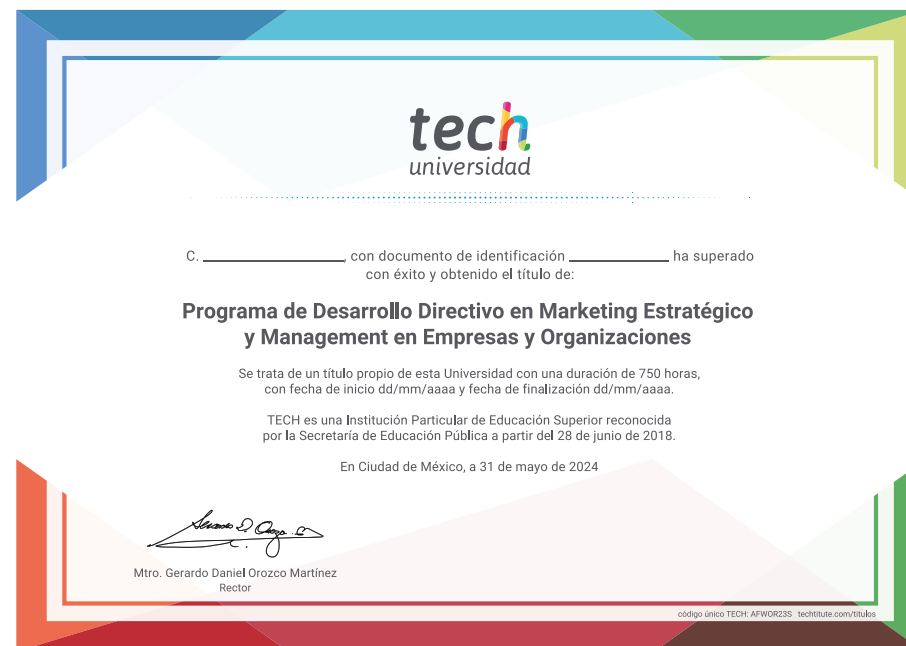 tech
universidad
C. ____________, con documento de identificación ____________ ha superado
con éxito y obtenido el título de:
Programa de Desarrollo Directivo en Marketing Estratégico
y Management en Empresas y Organizaciones
Se trata de un título propio de esta Universidad con una duración de 750 horas,
con fecha de inicio dd/mm/aaaa y fecha de finalización dd/mm/aaaa.
TECH es una Institución Particular de Educación Superior reconocida
por la Secretaría de Educación Pública a partir del 28 de junio de 2018.
En Ciudad de México, a 31 de mayo de 2024
Mtro. Gerardo Daniel Orozco Martínez
Rector
código único TECH: AFWOR23S techtitute.com/titulos